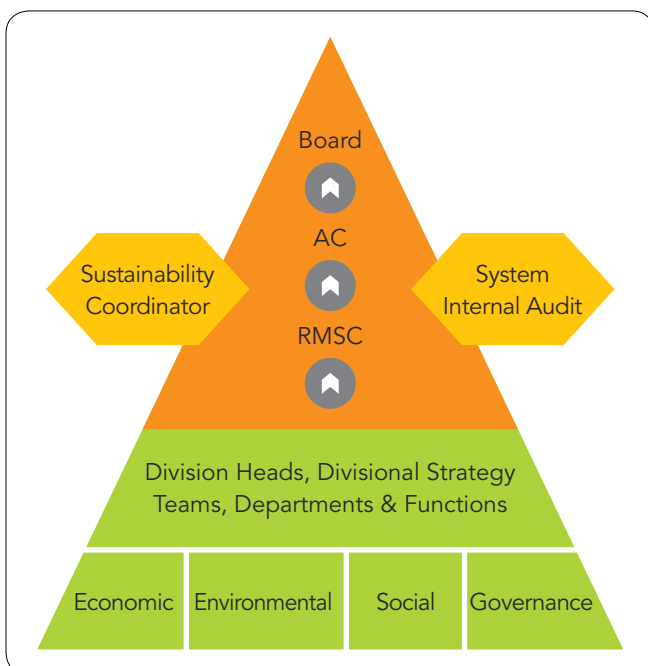 Board
AC
Sustainability
Coordinator
System
Internal Audit
RMSC
Division Heads, Divisional Strategy
Teams, Departments & Functions
Economic
Environmental
Social
Governance